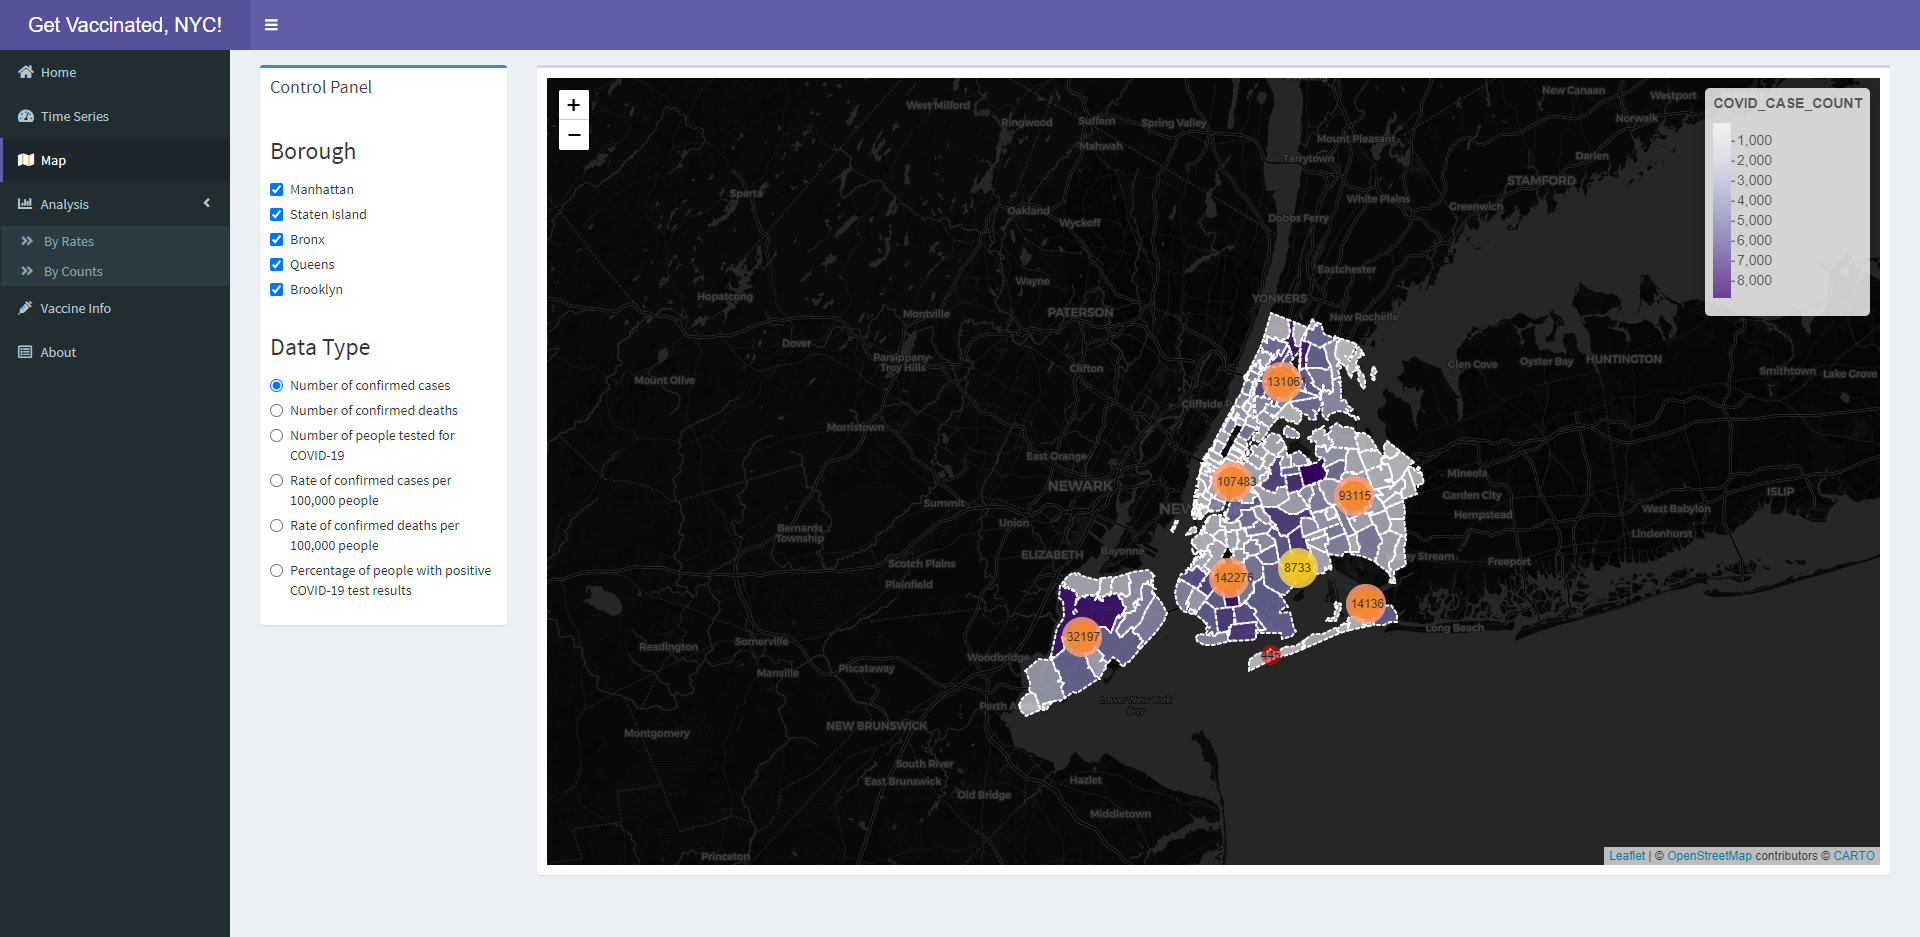 Get Vaccinated, NYC!
Home
Time Series
Map
Analysis
By Rates
By Counts
Vaccine Info
About
Control Panel
Borough
Manhattan
Staten Island
Bronx
Queens
Brooklyn
Data Type
Number of confirmed cases
Number of confirmed deaths
Number of people tested for
COVID-19
Rate of confirmed cases per
100,000 people
Rate of confirmed deaths per
100,000 people
Percentage of people with positive
COVID-19 test results
+
−
COVID_CASE_COUNT
1,000
2,000
3,000
4,000
5,000
6,000
7,000
8,000
New Canaan
Westport
West Milford
Norwalk
Ringwood
Suffern
Spring Valley
Mahwah
Mount Pleasant
Tarrytown
Darien
STAMFORD
Sparta
White Plains
Greenwich
Oakland
Wyckoff
Dobbs Ferry
Eastchester
Wayne
Hopatcong
YONKERS
Montville
PATERSON
New Rochelle
Dover
Parsippany-
Troy Hills
Clifton
Glen Cove
Oyster Bay
HUNTINGTON
Smithtown
Lake Grove
Mount Olive
13106
Cliffside P
Morristown
East Orange
Mineola
NEWARK
107483
93115
Garden City
ISLIP
Summit
NEW
Hempstead
West Babylon
Union
Bernards
Township
Lindenhurst
ELIZABETH
Bayonne
y Stream
Freeport
Scotch Plains
8733
Plainfield
142276
14136
Long Beach
Somerville
32197
Readington
Woodbridge
445
Piscataway
Manville
Perth Am
Lower New York
Bay
NEW BRUNSWICK
Montgomery
South River
East Brunswick
Hazlet
Old Bridge
Middletown
Princeton
Leaflet | © OpenStreetMap contributors © CARTO